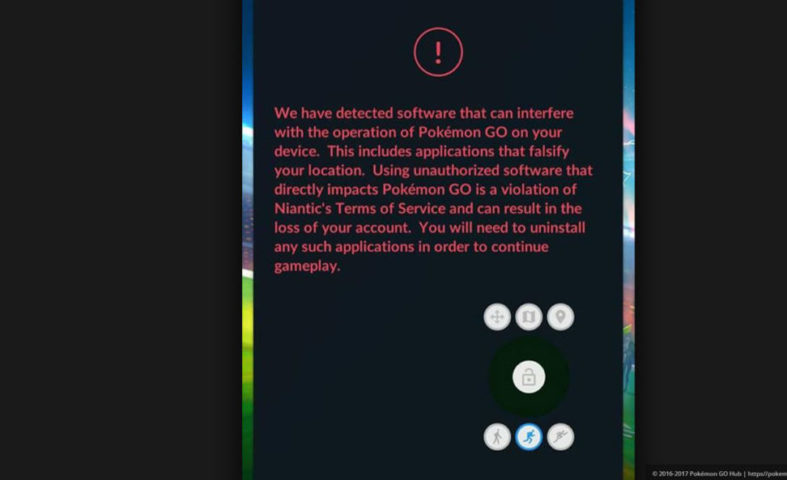 !
We have detected software that can interfere
with the operation of Pokémon GO on your
device. This includes applications that falsify
your location. Using unauthorized software that
directly impacts Pokémon GO is a violation of
Niantic's Terms of Service and can result in the
loss of your account. You will need to uninstall
any such applications in order to continue
gameplay.
© 2016-2017 Pokémon GO Hub | https//pokem